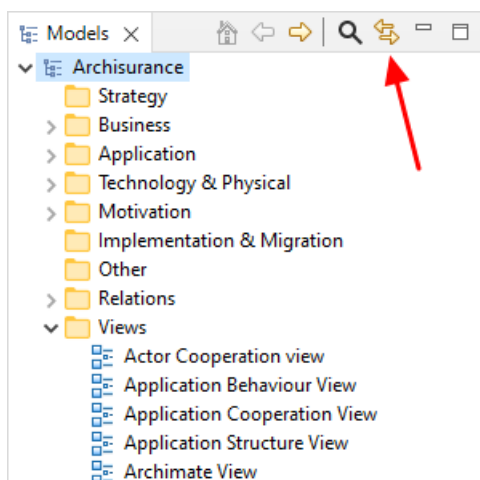 Models
Archisurance
Strategy
Business
Application
Technology & Physical
Motivation
Implementation & Migration
Other
Relations
Views
Actor Cooperation view
Application Behaviour View
Application Cooperation View
Application Structure View
Archimate View